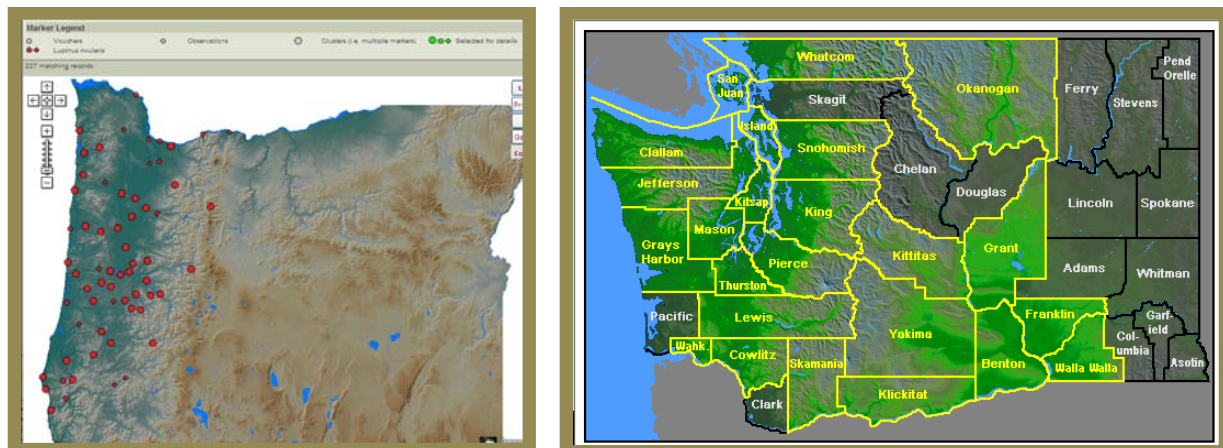 Marker Legend
Vouchers
Observations
Clusters (i.e. multiple markers)
Selected for details
Lupinus rivularis
227 matching records
Whatcom
San
Juan
Skagit
Okanogan
Ferry
Stevens
Pend
Orelle
Island
Clallam
Snohomish
Chelan
Jefferson
Douglas
Kitsap
King
Lincoln
Spokane
Mason
Grays
Harbor
Grant
Kittitas
Pierce
Adams
Whitman
Thurston
Pacific
Lewis
Franklin
Yakima
Garf-
ield
Col-
umbia
Wahk.
Cowlitz
Skamania
Benton
Walla Walla
Asotin
Klickitat
Clark